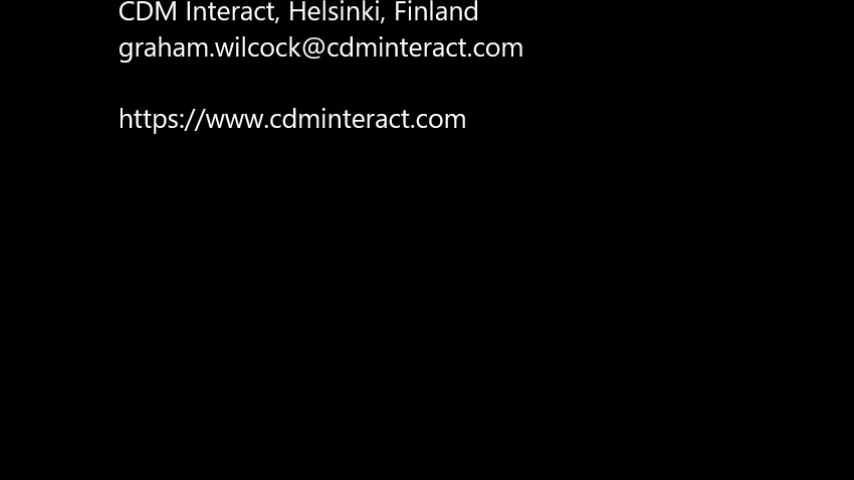 CDM Interact, Helsinki, Finland
graham.wilcock@cdminteract.com
https://www.cdminteract.com